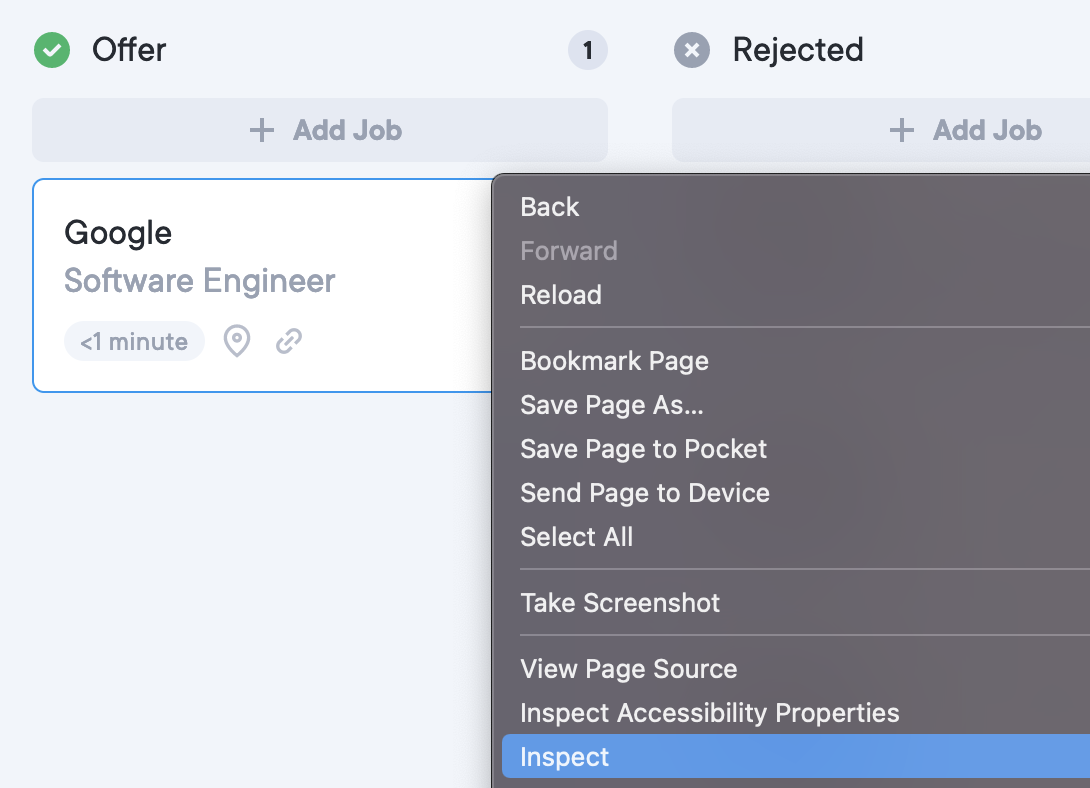 Offer
1
Rejected
Add Job
Add Job
Google
Software Engineer
<1 minute
Back
Forward
Reload
Bookmark Page
Save Page As...
Save Page to Pocket
Send Page to Device
Select All
Take Screenshot
View Page Source
Inspect Accessibility Properties
Inspect